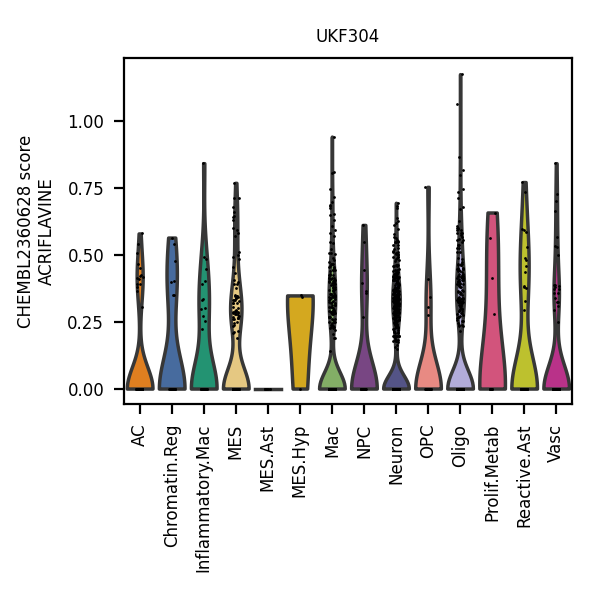 UKF304
CHEMBL2360628 score
ACRIFLAVINE
1.00
0.75
0.50
0.25
0.00
AC
Chromatin.Reg
Inflammatory.Mac
MES
MES.Ast
MES.Hyp
Mac
NPC
Neuron
OPC
Oligo
Prolif.Metab
Reactive.Ast
Vasc